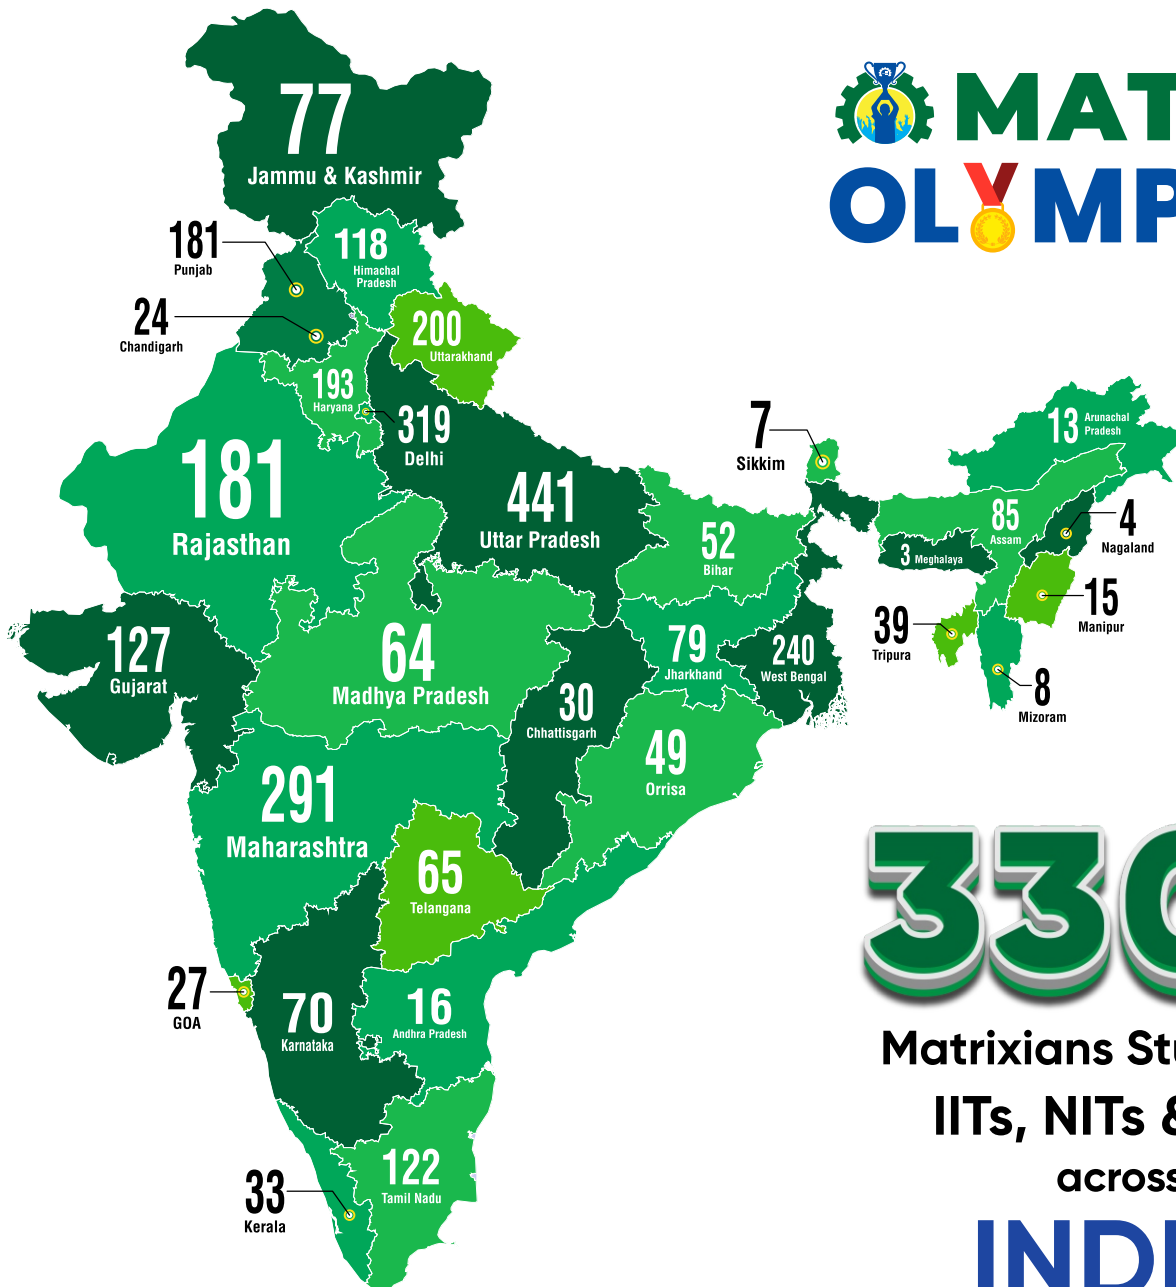 77
Jammu & Kashmir
MAT
OLYMP
181
Punjab
118
Himachal
Pradesh
24
Chandigarh
200
Uttarakhand
193
Haryana
319
Delhi
7
Sikkim
13
Arunachal
Pradesh
181
Rajasthan
441
Uttar Pradesh
52
Bihar
85
Assam
4
Nagaland
3 Meghalaya
15
Manipur
39
Tripura
8
Mizoram
127
Gujarat
64
Madhya Pradesh
79
Jharkhand
240
West Bengal
30
Chhattisgarh
49
Orrisa
291
Maharashtra
65
Telangana
330
27
GOA
70
Karnataka
16
Andhra Pradesh
Matrixians Stu
IITs, NITs &
across
122
Tamil Nadu
33
Kerala
INDI